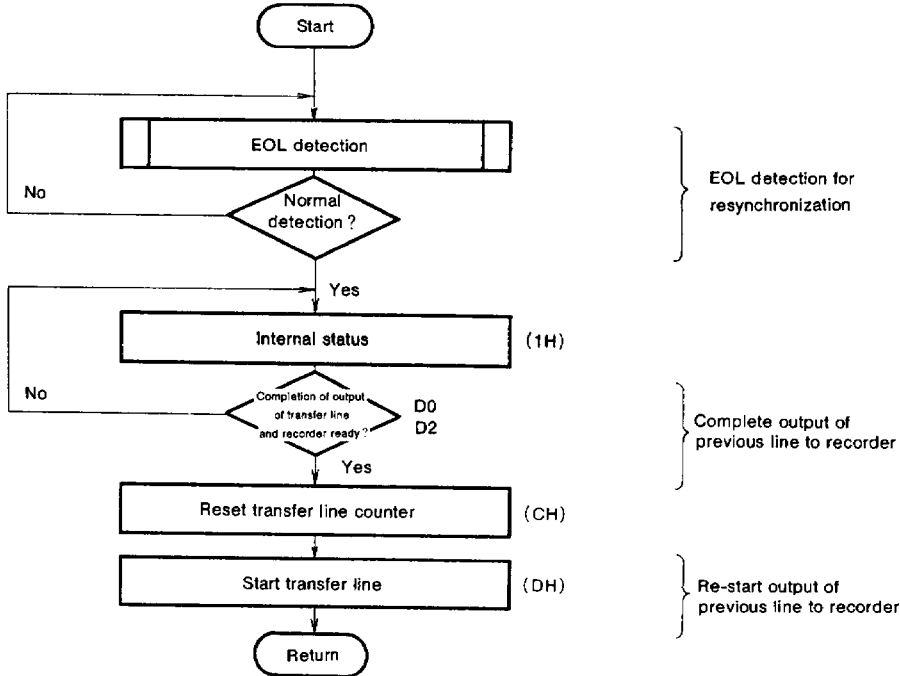 Start
EOL detection
No
Normal
detection?
EOL detection for
resynchronization
Yes
Internal status
(1H)
No
Completion of output
of transfer line
and recorder ready?
D0
D2
Complete output of
previous line to recorder
Yes
Reset transfer line counter
(CH)
Start transfer line
(DH)
Re-start output of
previous line to recorder
Return